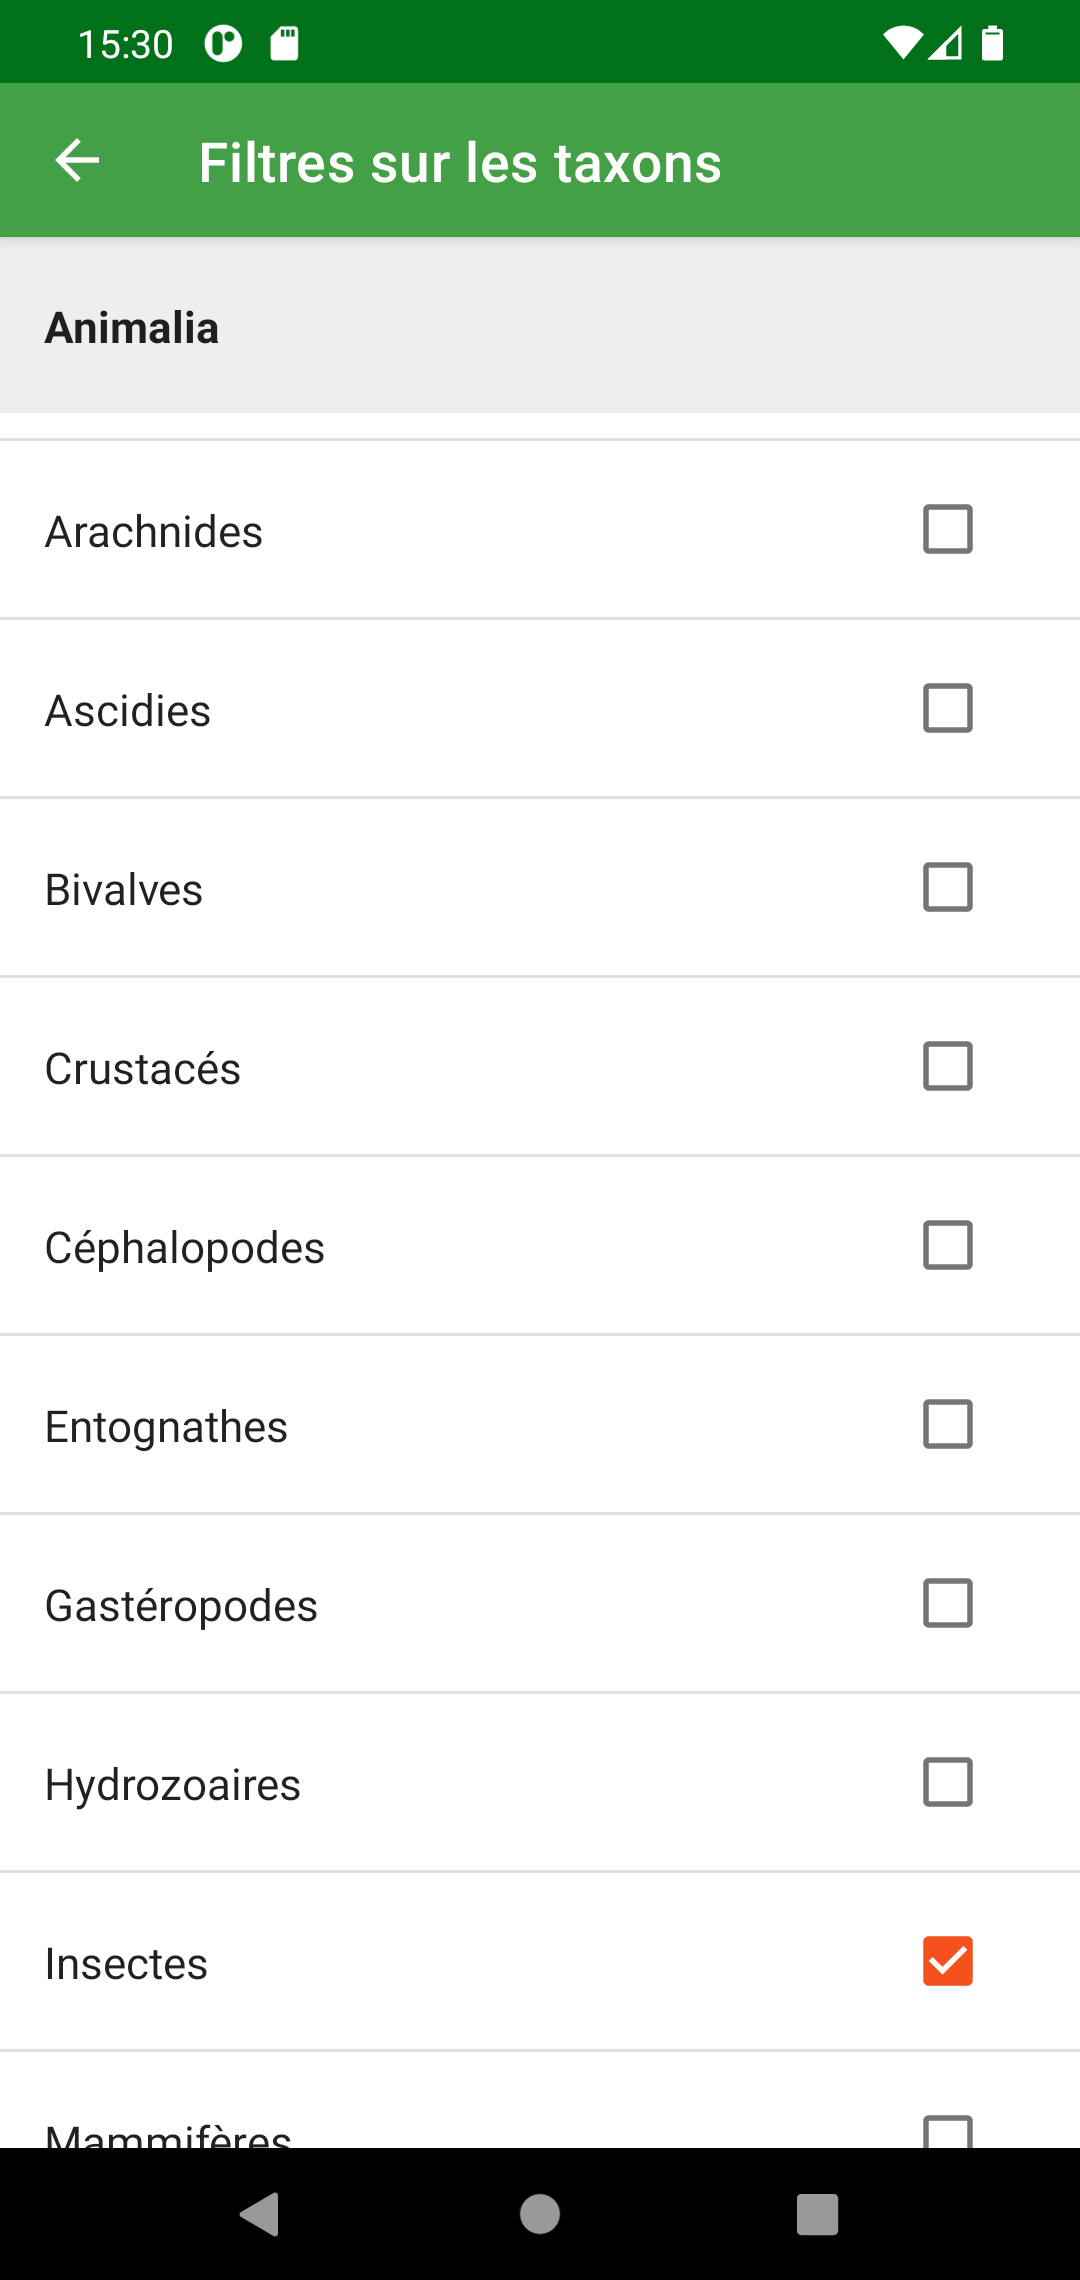 15:30
Filtres sur les taxons
Animalia
Arachnides
Ascidies
Bivalves
Crustacés
Céphalopodes
Entognathes
Gastéropodes
Hydrozoaires
Insectes
Mammifères